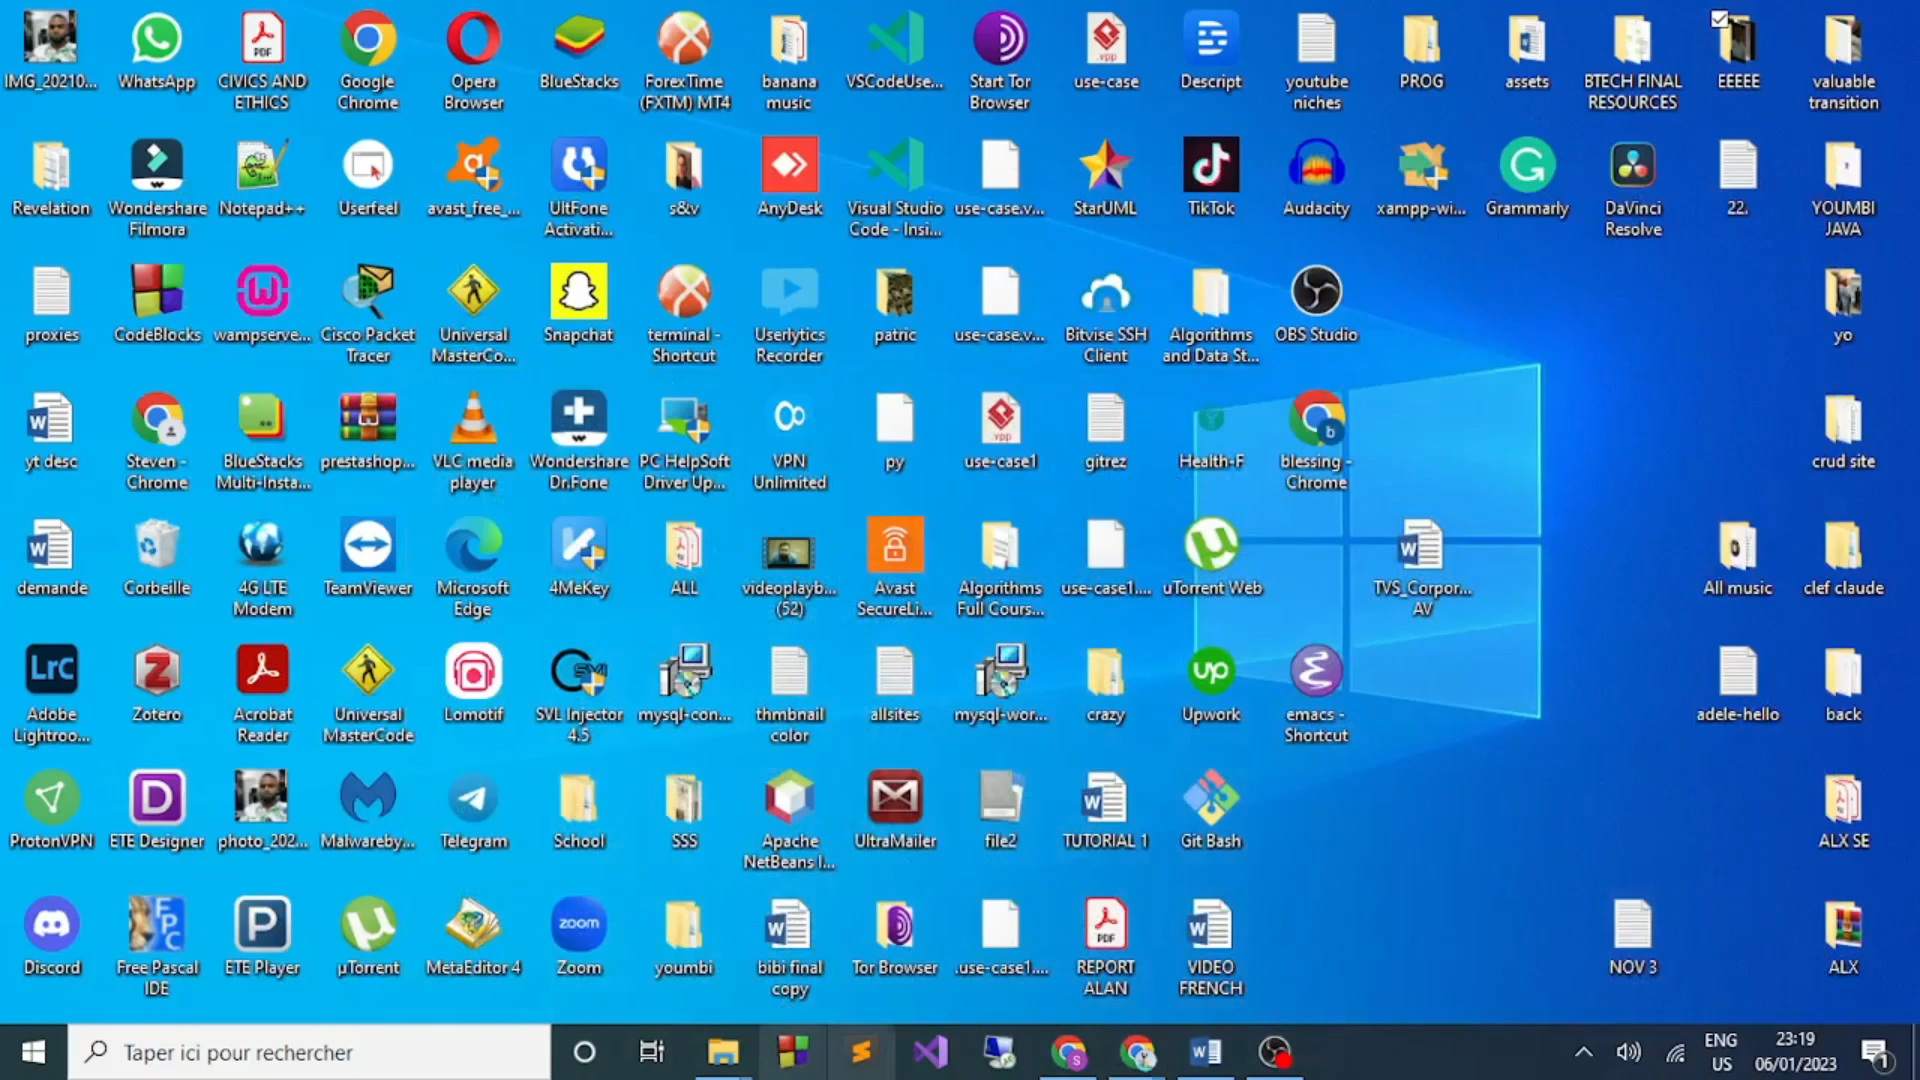 IMG_20210...
WhatsApp
CIVICS AND
ETHICS
Google
Chrome
Opera
Browser
BlueStacks
ForexTime
(FXTM) MT4
banana
music
VSCodeUse...
Start Tor
Browser
use-case
Descript
youtube
niches
PROG
assets
BTECH FINAL
RESOURCES
EEEEE
valuable
transition
Revelation
Wondershare
Filmora
Notepad++
Userfeel
avast_free_...
UltFone
Activati...
s&v
AnyDesk
Visual Studio
Code - Insi...
use-case.v...
StarUML
TikTok
Audacity
xampp-wi...
Grammarly
DaVinci
Resolve
22.
YOUMBI
JAVA
proxies
CodeBlocks
wampserve...
Cisco Packet
Tracer
Universal
MasterCo...
Snapchat
terminal -
Shortcut
Userlytics
Recorder
patric
use-case.v...
Bitvise SSH
Client
Algorithms
and Data St...
OBS Studio
yo
yt desc
Steven -
Chrome
BlueStacks
Multi-Insta...
prestashop...
VLC media
player
Wondershare
Dr.Fone
PC HelpSoft
Driver Up...
VPN
Unlimited
py
use-case1
gitrez
Health-F
blessing -
Chrome
crud site
demande
Corbeille
4G LTE
Modem
TeamViewer
Microsoft
Edge
4MeKey
ALL
videoplayb...
(52)
Avast
SecureLi...
Algorithms
Full Cours...
use-case1....
uTorrent Web
TVS_Corpor...
AV
All music
clef claude
Adobe
Lightroo...
Zotero
Acrobat
Reader
Universal
MasterCode
Lomotif
SVL Injector
4.5
mysql-con...
thmbnail
color
allsites
mysql-wor...
crazy
Upwork
emacs -
Shortcut
adele-hello
back
ProtonVPN
ETE Designer
photo_202...
Malwareby...
Telegram
School
SSS
Apache
NetBeans I...
UltraMailer
file2
TUTORIAL 1
Git Bash
ALX SE
Discord
Free Pascal
IDE
ETE Player
µTorrent
MetaEditor 4
Zoom
youmbi
bibi final
copy
Tor Browser
.use-case1....
REPORT
ALAN
VIDEO
FRENCH
NOV 3
ALX
Taper ici pour rechercher
ENG
US
23:19
06/01/2023
1